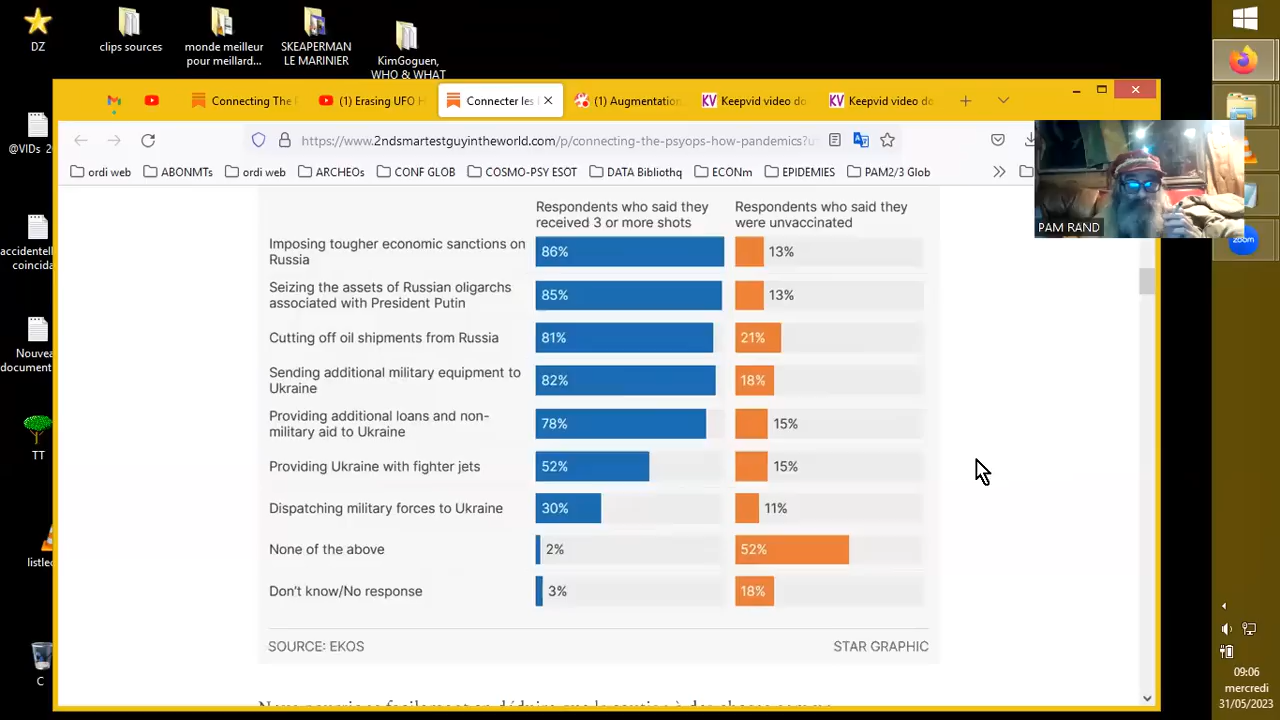 DZ
clips sources
monde meilleur
pour meillard...
SKEAPERMAN
LE MARINIER
KimGoguen,
WHO & WHAT
Connecting The
(1) Erasing UFO H
Connecter les
(1) Augmentation,
Keepvid video do
Keepvid video do
https://www.2ndsmartestguyintheworld.com/p/connecting-the-psyops-how-pandemics?u
ordi web
ABONMTs
ordi web
ARCHEOs
CONF GLOB
COSMO-PSY ESOT
DATA Bibliothq
ECONm
EPIDEMIES
PAM2/3 Glob
PAM RAND
zoom
@VIDs 2
accidentell
coincida
Nouvea
document
TT
listlec
C
Respondents who said they
received 3 or more shots
Respondents who said they
were unvaccinated
Imposing tougher economic sanctions on
Russia
86%
13%
Seizing the assets of Russian oligarchs
associated with President Putin
85%
13%
Cutting off oil shipments from Russia
81%
21%
Sending additional military equipment to
Ukraine
82%
18%
Providing additional loans and non-
military aid to Ukraine
78%
15%
Providing Ukraine with fighter jets
52%
15%
Dispatching military forces to Ukraine
30%
11%
None of the above
2%
52%
Don't know/No response
3%
18%
SOURCE: EKOS
STAR GRAPHIC
09:06
mercredi
31/05/2023